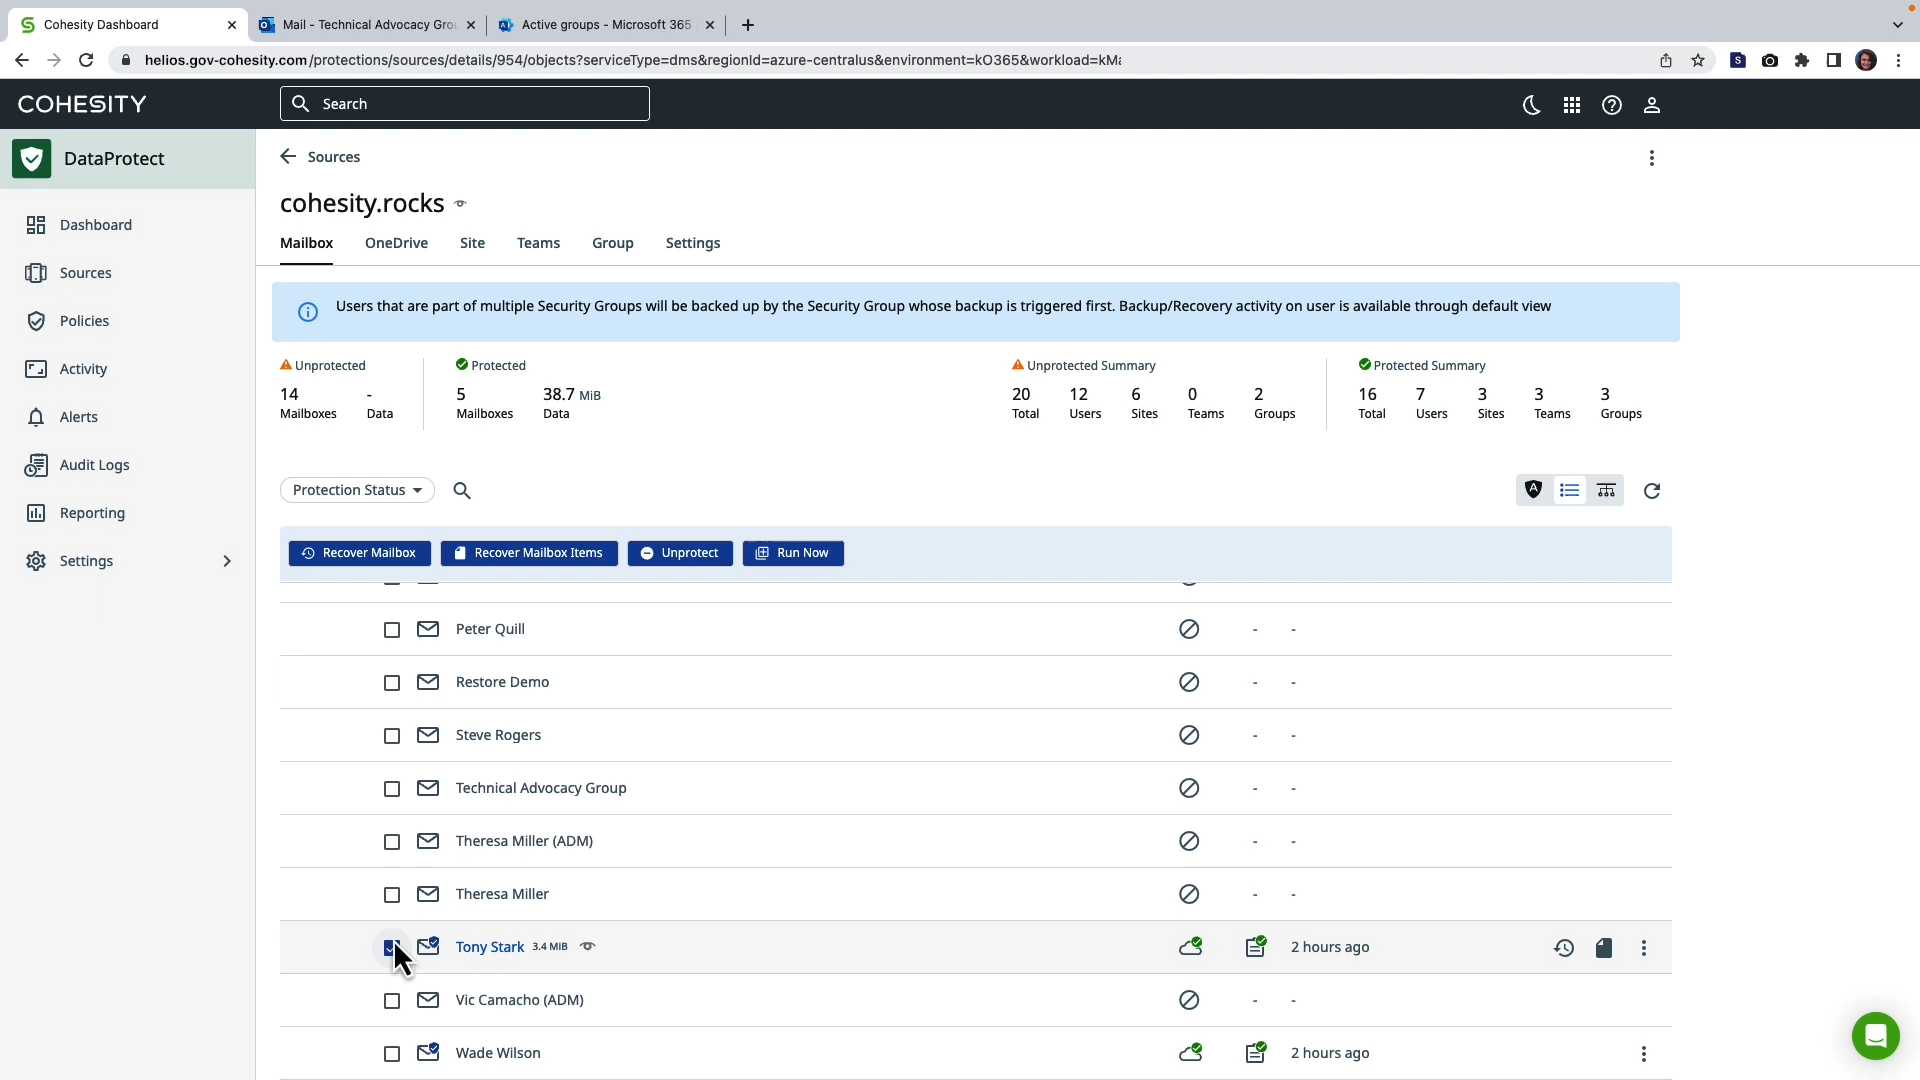 Cohesity Dashboard
Mail - Technical Advocacy Grou
Active groups - Microsoft 365
helios.gov-cohesity.com/protections/sources/details/954/objects?serviceType=dms&regionId=azure-centralus&environment=kO365&workload=kMa
COHESITY
Search
DataProtect
Dashboard
Sources
Policies
Activity
Alerts
Audit Logs
Reporting
Settings
Sources
cohesity.rocks
Mailbox OneDrive Site Teams Group Settings
Users that are part of multiple Security Groups will be backed up by the Security Group whose backup is triggered first. Backup/Recovery activity on user is available through default view
Unprotected Protected Unprotected Summary Protected Summary
14 - 5 38.7 MiB 20 12 6 0 2 16 7 3 3 3
Mailboxes Data Mailboxes Data Total Users Sites Teams Groups Total Users Sites Teams Groups
Protection Status
Recover Mailbox Recover Mailbox Items Unprotect Run Now
Peter Quill - -
Restore Demo - -
Steve Rogers - -
Technical Advocacy Group - -
Theresa Miller (ADM) - -
Theresa Miller - -
Tony Stark 3.4 MiB 2 hours ago
Vic Camacho (ADM) - -
Wade Wilson 2 hours ago